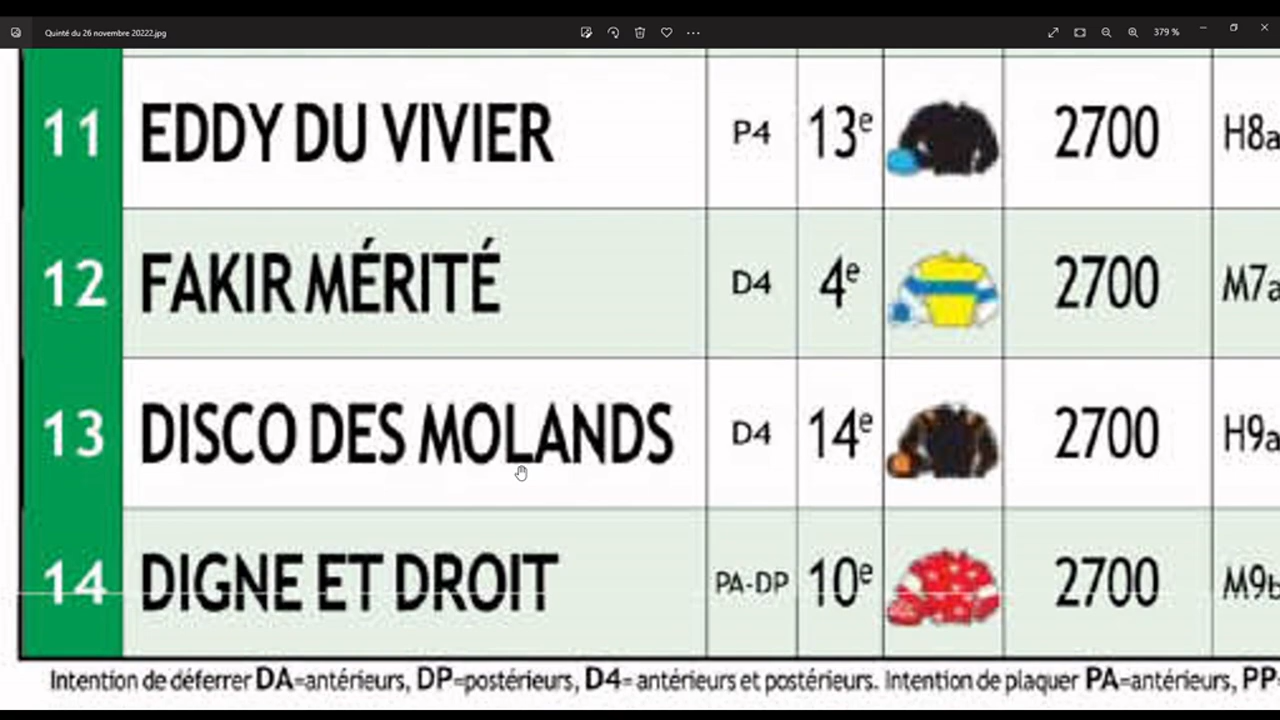 Quinté du 26 novembre 20222.jpg
379 %
11 EDDY DU VIVIER P4 13e 2700 H8a
12 FAKIR MÉRITÉ D4 4e 2700 M7a
13 DISCO DES MOLANDS D4 14e 2700 H9a
14 DIGNE ET DROIT PA-DP 10e 2700 M9b
Intention de déferrer DA=antérieurs, DP=postérieurs, D4= antérieurs et postérieurs. Intention de plaquer PA=antérieurs, PP=